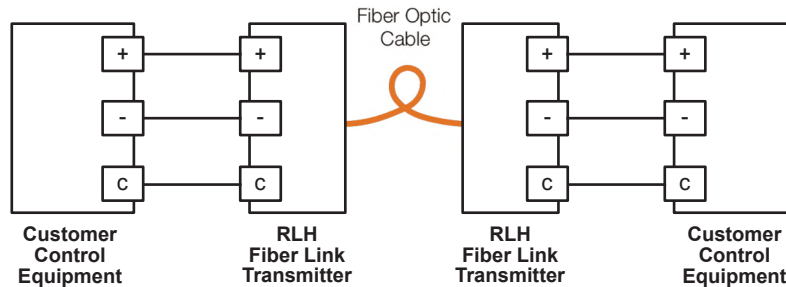 Fiber Optic
Cable
+ + + +
- - - -
C C C C
Customer
Control
Equipment
RLH
Fiber Link
Transmitter
RLH
Fiber Link
Transmitter
Customer
Control
Equipment